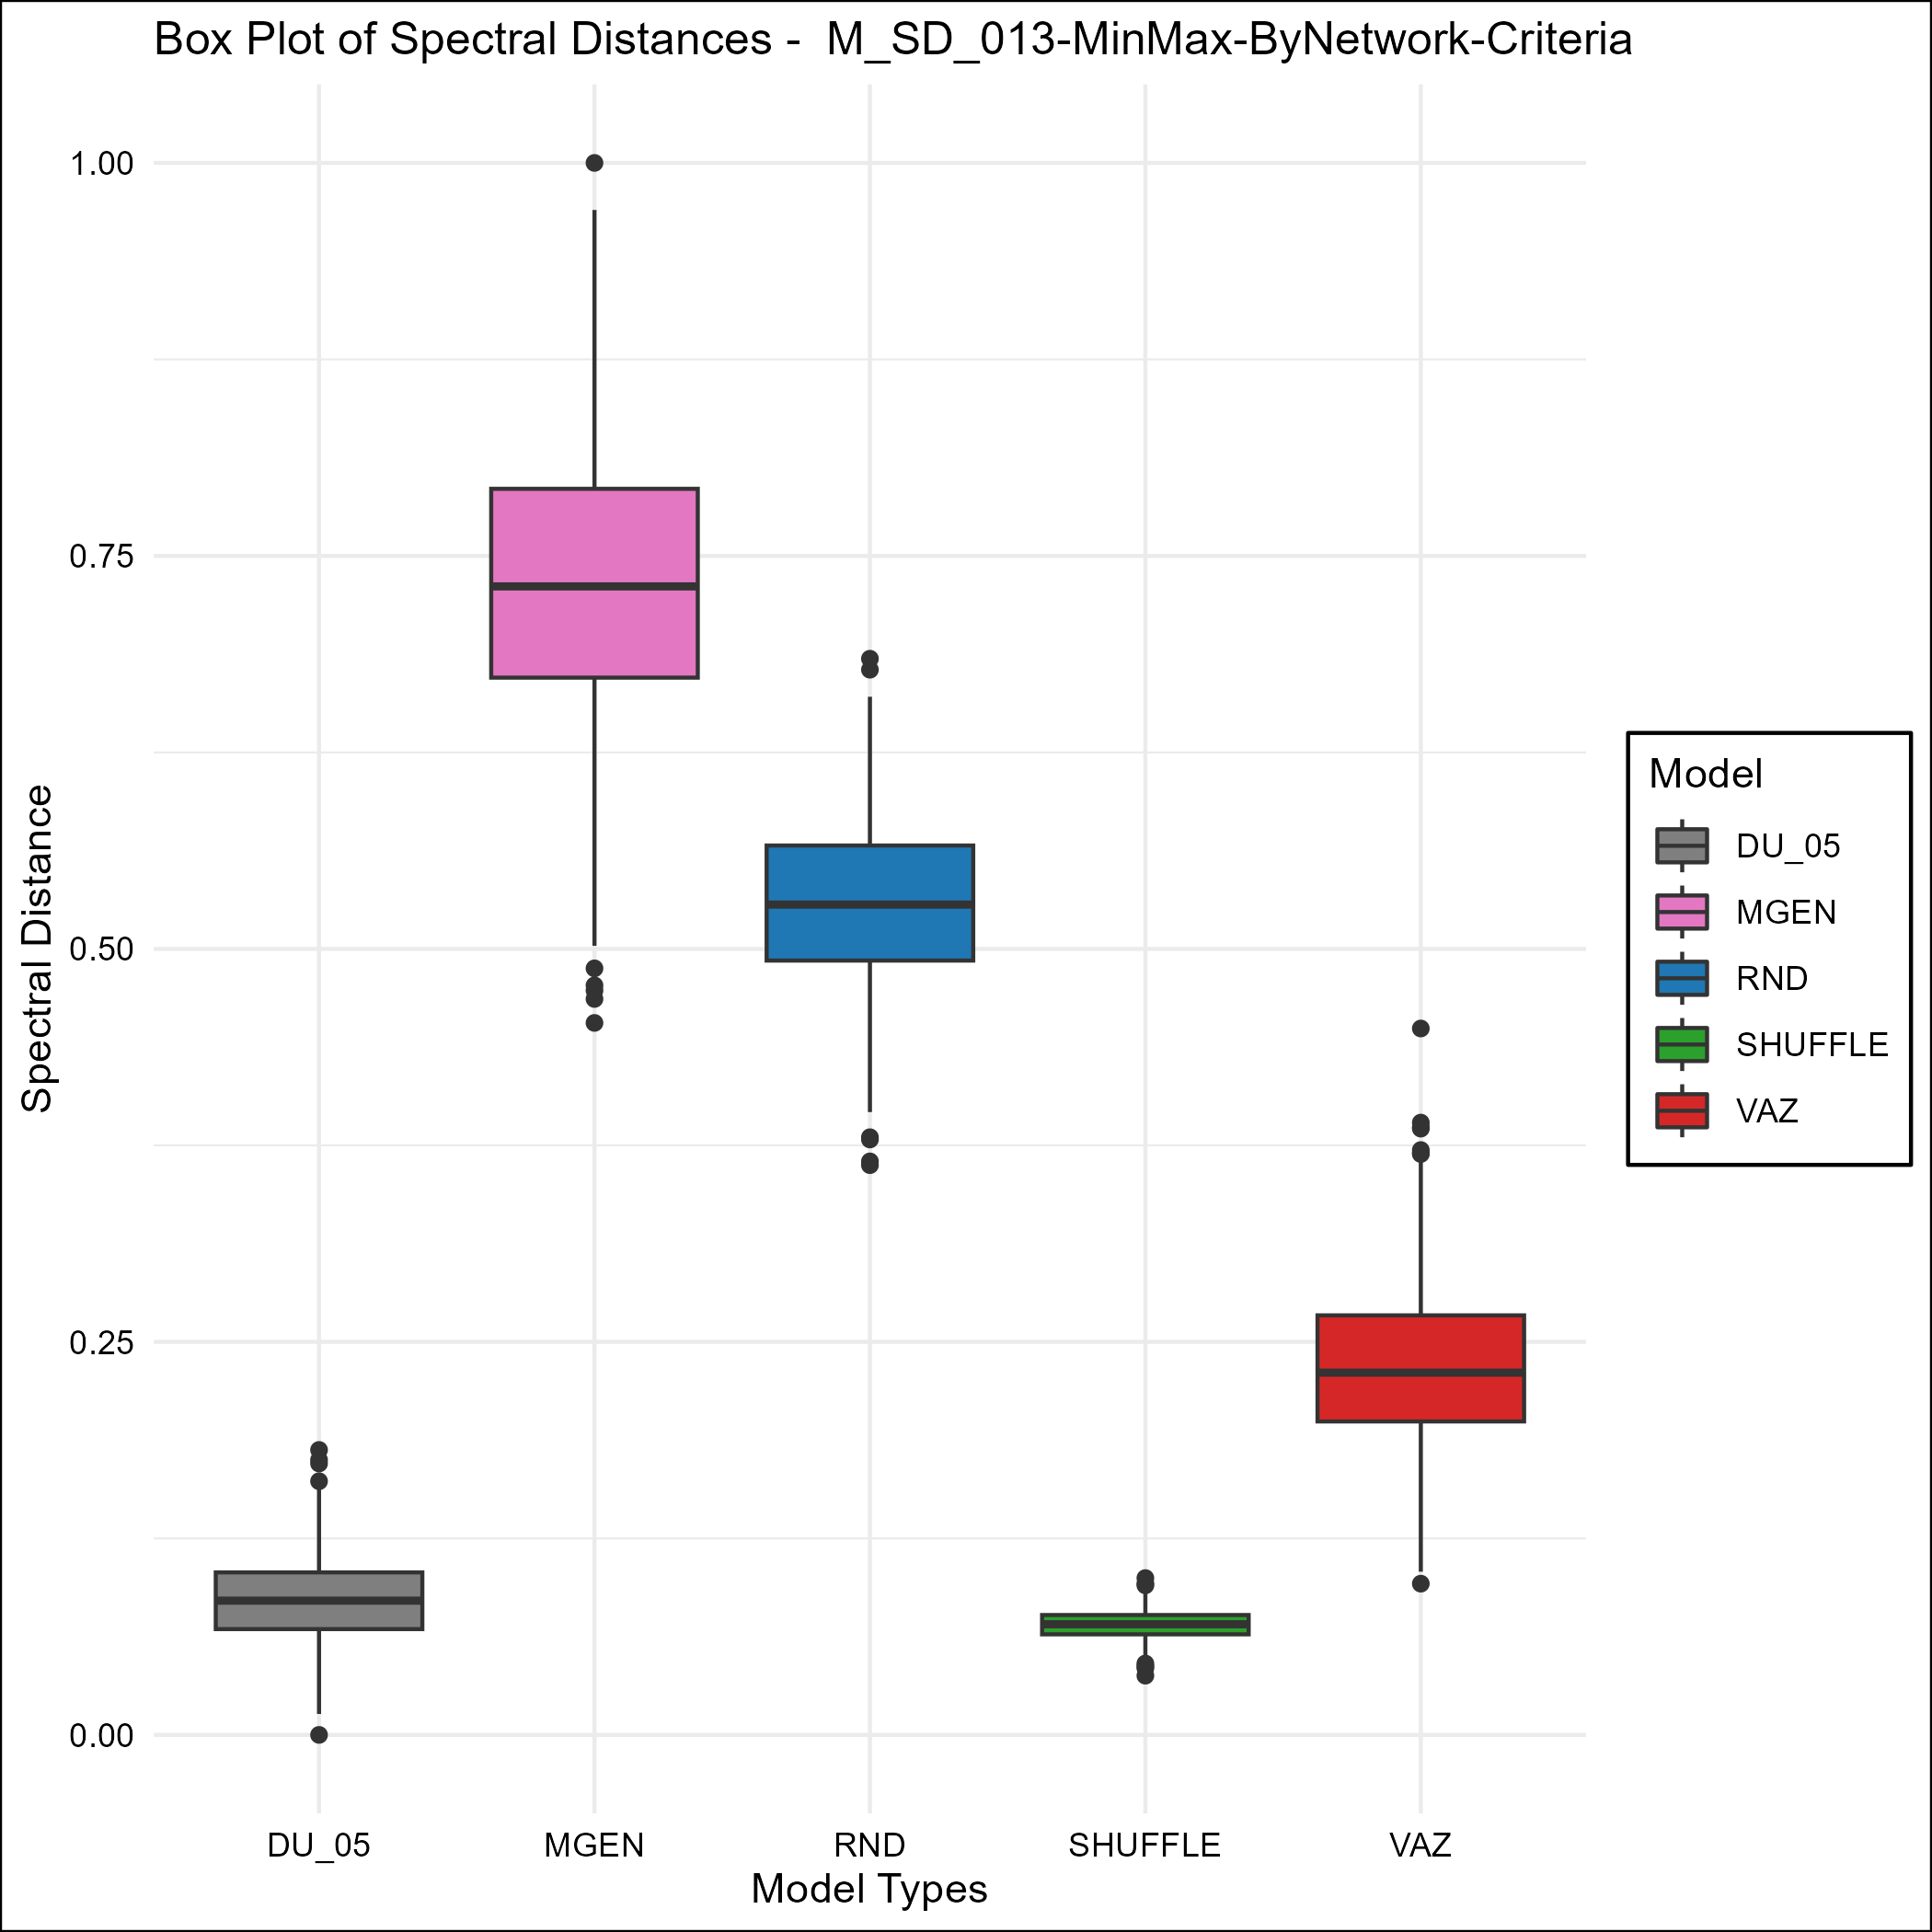 Box Plot of Spectral Distances -  M_SD_013-MinMax-ByNetwork-Criteria
Spectral Distance
1.00
0.75
0.50
0.25
0.00
DU_05
MGEN
RND
SHUFFLE
VAZ
Model Types
Model
DU_05
MGEN
RND
SHUFFLE
VAZ